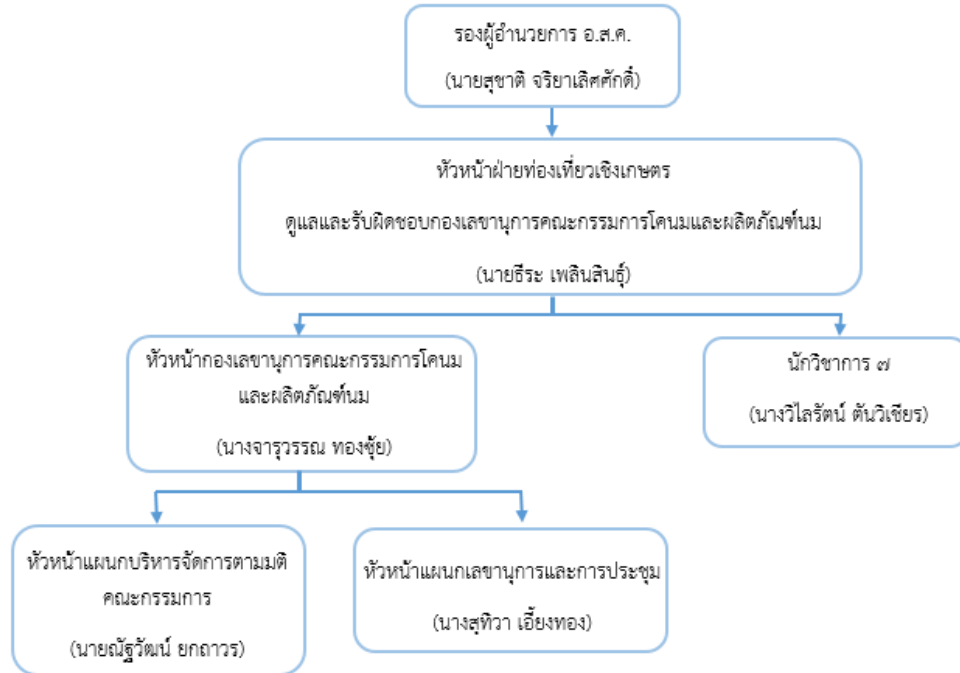 รองผู้อำนวยการ อ.ส.ค.
(นายสุชาติ จริยาเลิศศักดิ์)
หัวหน้าฝ่ายท่องเที่ยวเชิงเกษตร
ดูแลและรับผิดชอบกองเลขานุการคณะกรรมการโคนมและผลิตภัณฑ์นม
(นายธีระ เพลินสินธุ์)
หัวหน้ากองเลขานุการคณะกรรมการโคนม
และผลิตภัณฑ์นม
(นางจารุวรรณ ทองชุ้ย)
นักวิชาการ ๗
(นางวิไลรัตน์ ตันวิเชียร)
หัวหน้าแผนกบริหารจัดการตามมติ
คณะกรรมการ
(นายณัฐวัฒน์ ยกถาวร)
หัวหน้าแผนกเลขานุการและการประชุม
(นางสุทิวา เอี้ยงทอง)